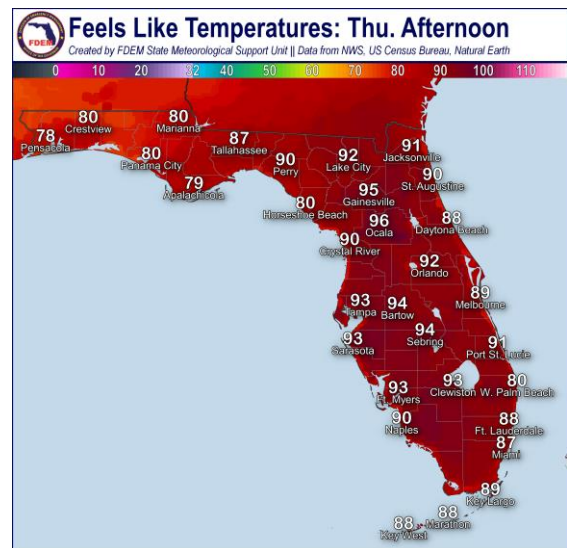 FDEM
Feels Like Temperatures: Thu. Afternoon
Created by FDEM State Meteorological Support Unit || Data from NWS, US Census Bureau, Natural Earth
0 10 20 32 40 50 60 70 80 90 100 110
80
Crestview
80
Marianna
78
Pensacola
87
Tallahassee
91
Jacksonville
80
Panama City
90
Perry
92
Lake City
90
St. Augustine
79
Apalachicola
95
Gainesville
80
Horseshoe Beach
96
Ocala
88
Daytona Beach
90
Crystal River
92
Orlando
89
Melbourne
93
Tampa
94
Bartow
94
Sebring
93
Sarasota
91
Port St. Lucie
93
Ft. Myers
93
Clewiston
80
W. Palm Beach
90
Naples
88
Ft. Lauderdale
87
Miami
89
Key Largo
88
Marathon
88
Key West